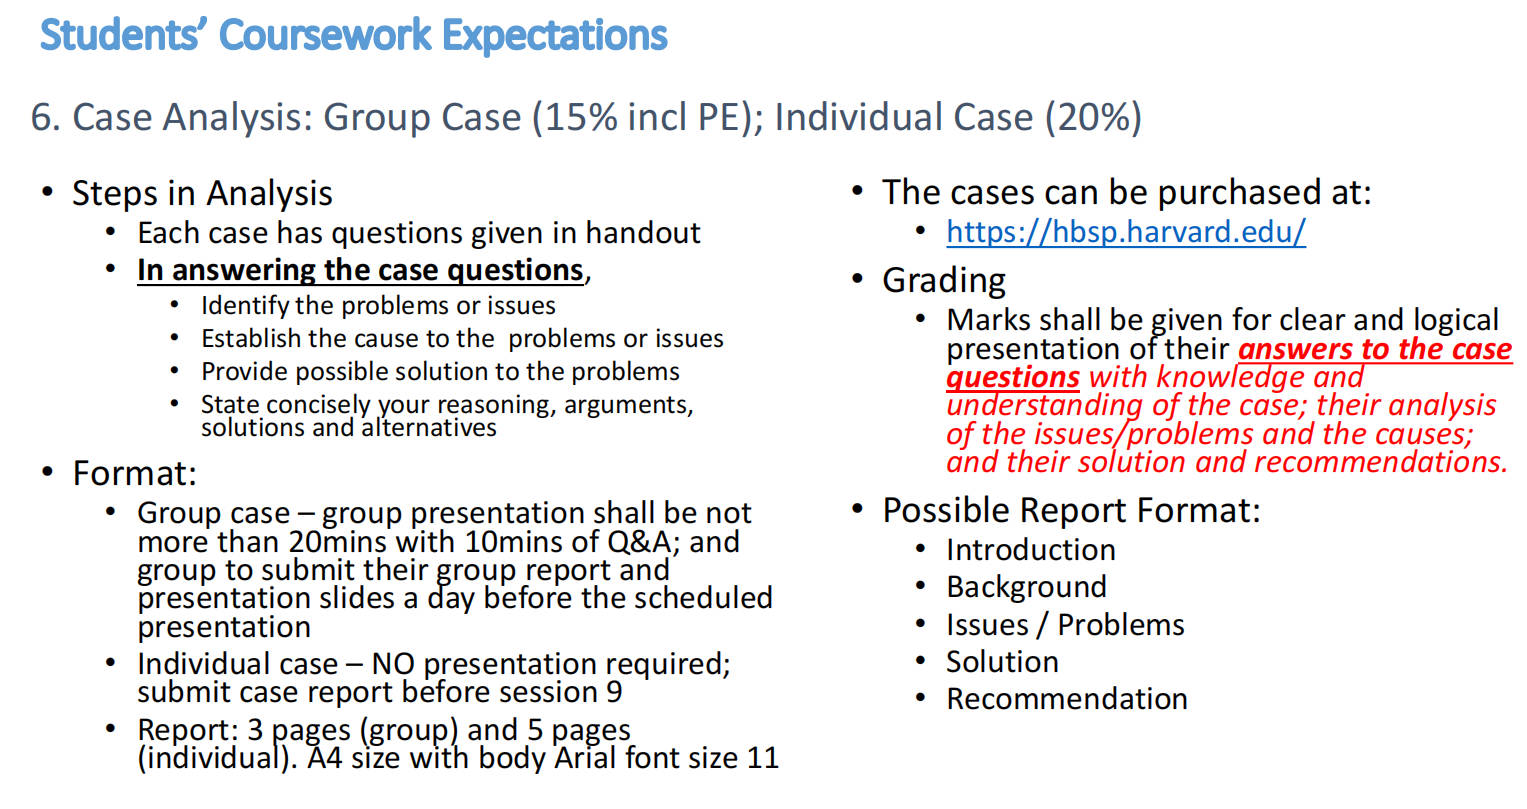 Students’ Coursework Expectations
6. Case Analysis: Group Case (15% incl PE); Individual Case (20%)
• Steps in Analysis
• Each case has questions given in handout
• In answering the case questions,
• Identify the problems or issues
• Establish the cause to the  problems or issues
• Provide possible solution to the problems
• State concisely your reasoning, arguments,
solutions and alternatives
• Format:
• Group case – group presentation shall be not
more than 20mins with 10mins of Q&A; and
group to submit their group report and
presentation slides a day before the scheduled
presentation
• Individual case – NO presentation required;
submit case report before session 9
• Report: 3 pages (group) and 5 pages
(individual). A4 size with body Arial font size 11
• The cases can be purchased at:
• https://hbsp.harvard.edu/
• Grading
• Marks shall be given for clear and logical
presentation of their answers to the case
questions with knowledge and
understanding of the case; their analysis
of the issues/problems and the causes;
and their solution and recommendations.
• Possible Report Format:
• Introduction
• Background
• Issues / Problems
• Solution
• Recommendation